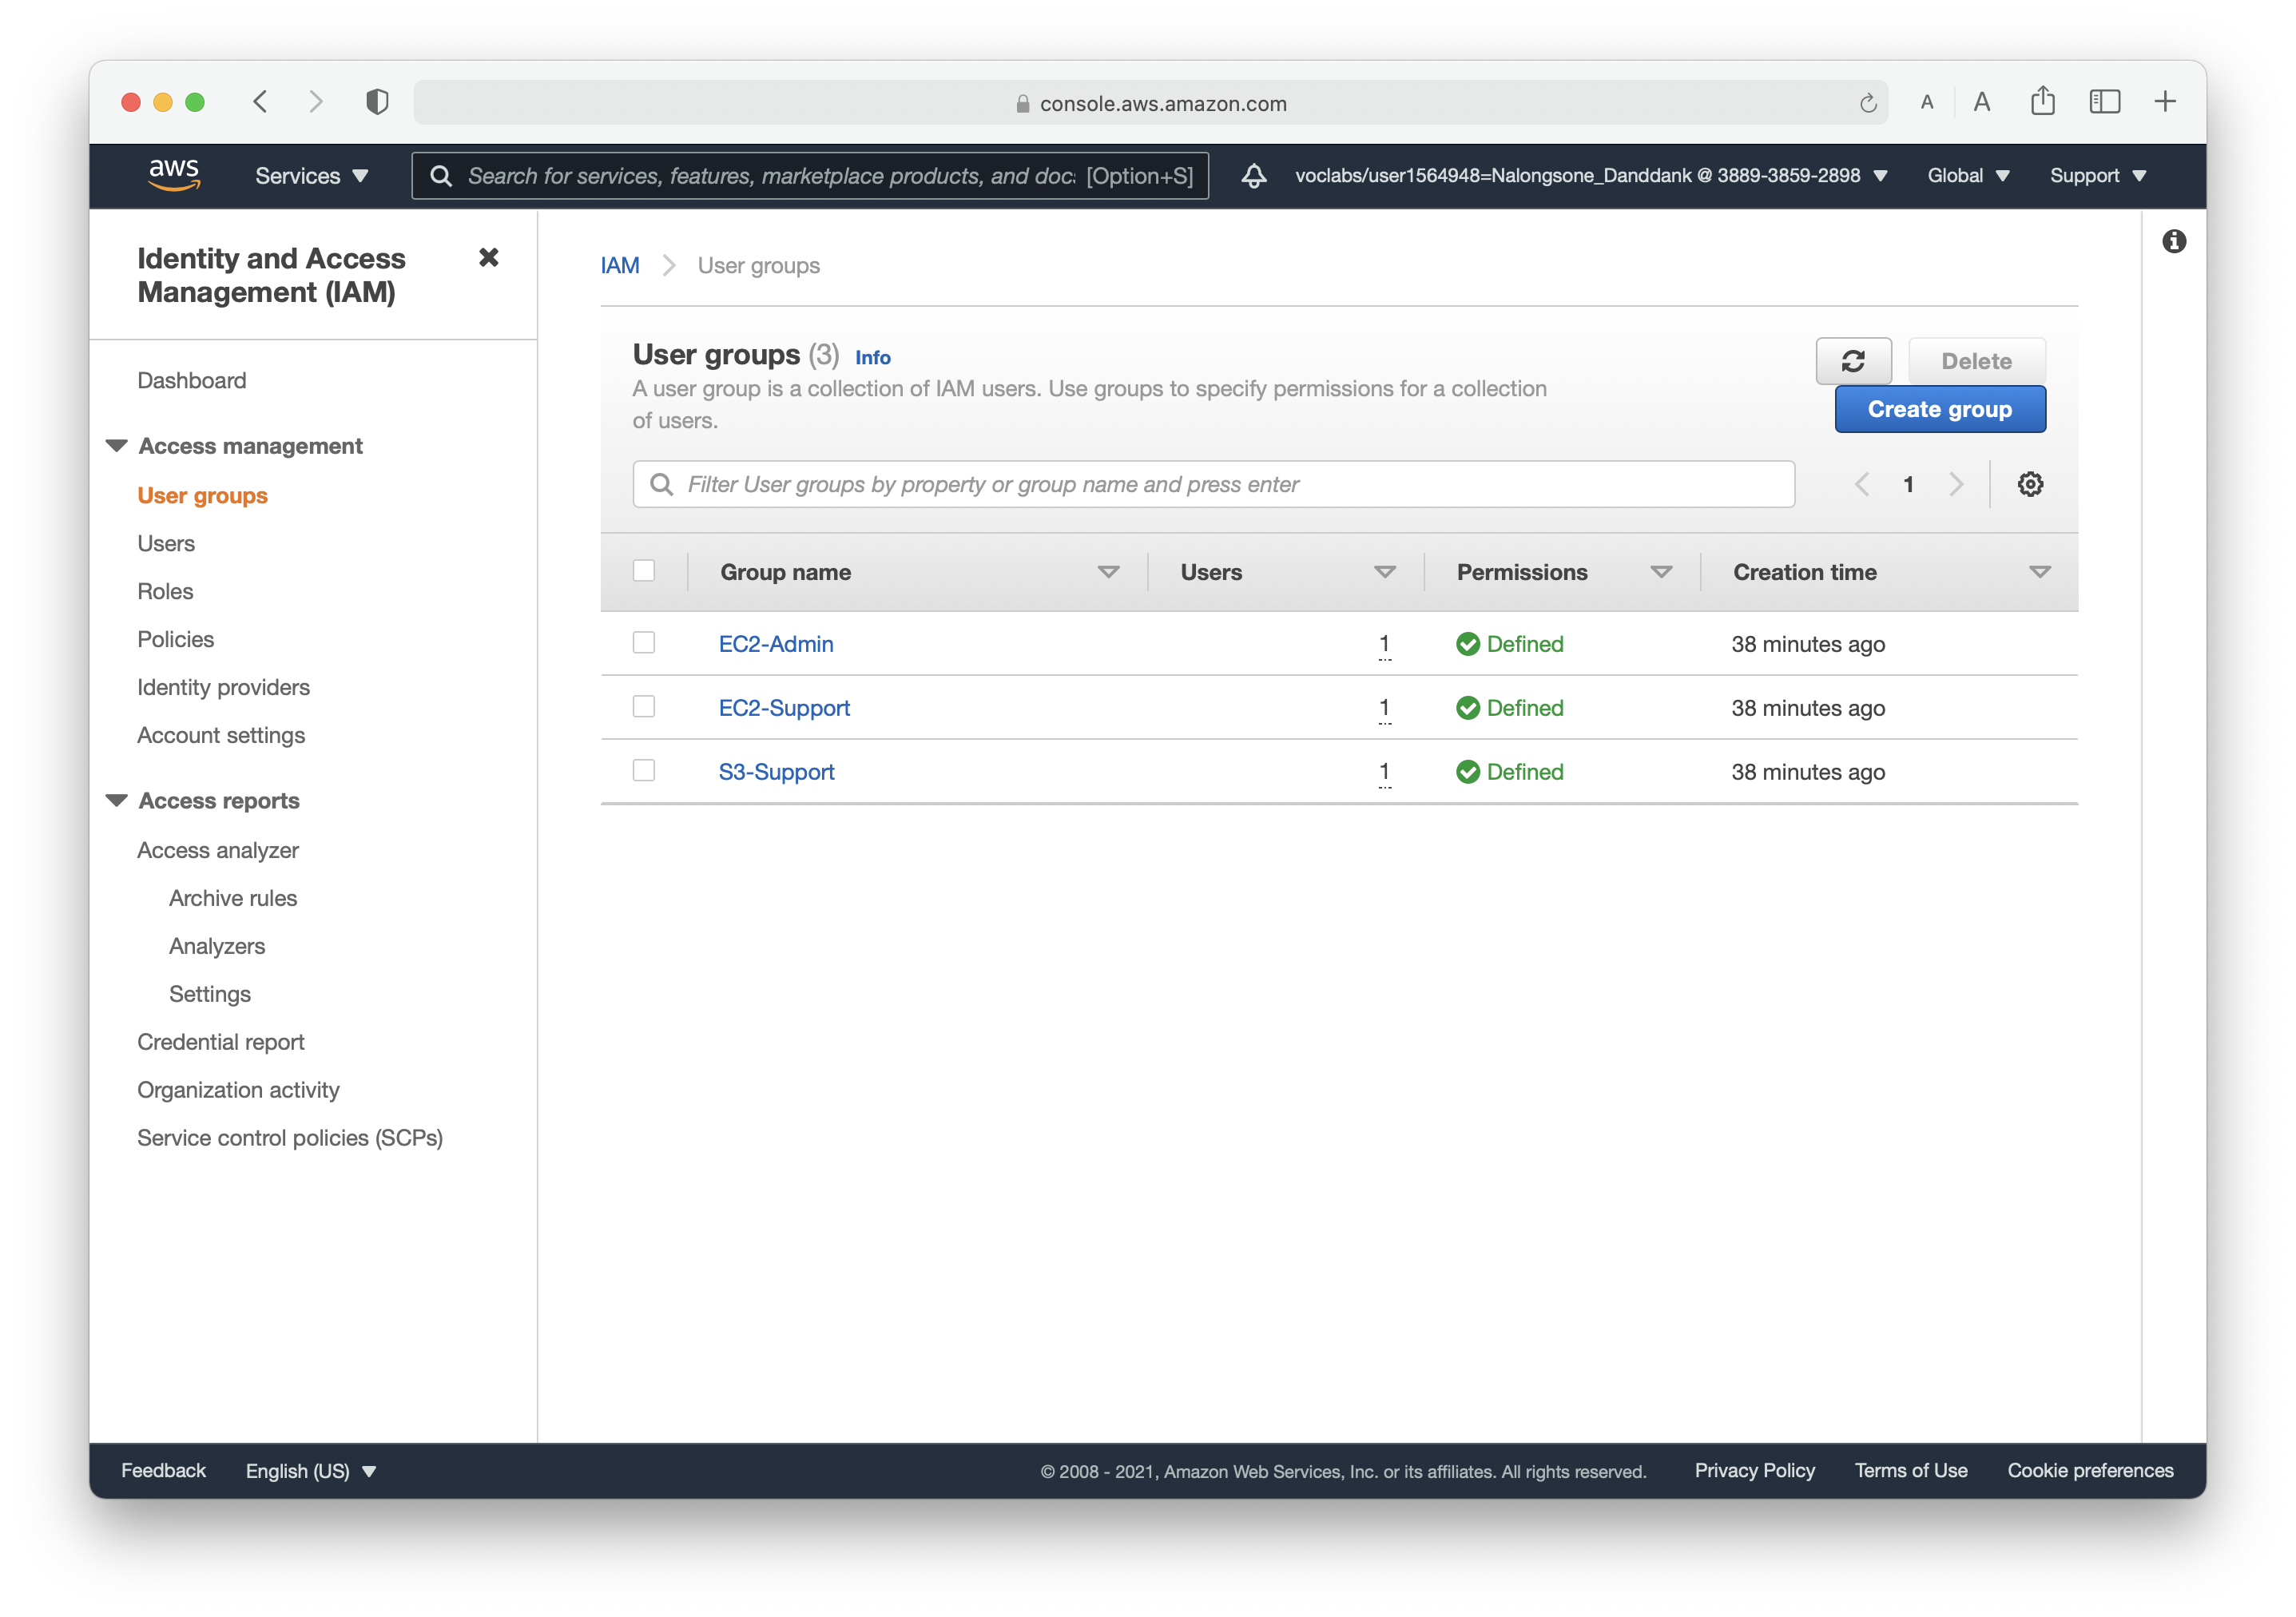 console.aws.amazon.com
A
A
aws
Services
Search for services, features, marketplace products, and docs [Option+S]
voclabs/user1564948=Nalongsone_Danddank @ 3889-3859-2898
Global
Support
Identity and Access
Management (IAM)
Dashboard
Access management
User groups
Users
Roles
Policies
Identity providers
Account settings
Access reports
Access analyzer
Archive rules
Analyzers
Settings
Credential report
Organization activity
Service control policies (SCPs)
IAM
User groups
User groups (3) Info
A user group is a collection of IAM users. Use groups to specify permissions for a collection
of users.
Delete
Create group
Filter User groups by property or group name and press enter
1
Group name Users Permissions Creation time
EC2-Admin 1 Defined 38 minutes ago
EC2-Support 1 Defined 38 minutes ago
S3-Support 1 Defined 38 minutes ago
Feedback
English (US)
© 2008 - 2021, Amazon Web Services, Inc. or its affiliates. All rights reserved.
Privacy Policy
Terms of Use
Cookie preferences